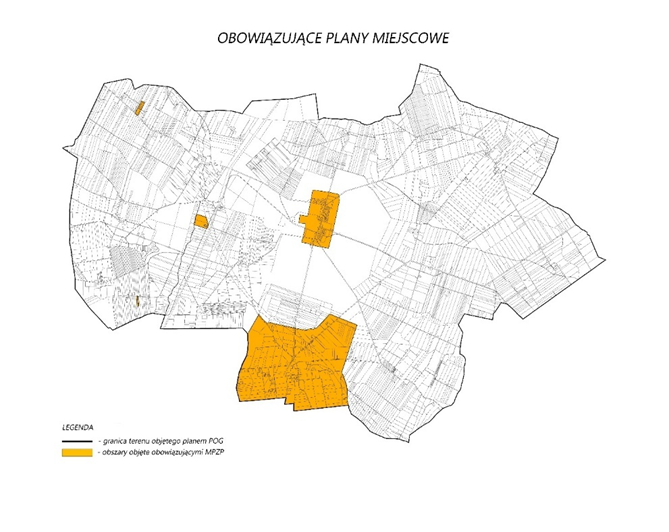 OBOWIĄZUJĄCE PLANY MIEJSCOWE
LEGENDA
- granica terenu objętego planem POG
- obszary objęte obowiązującymi MPZP